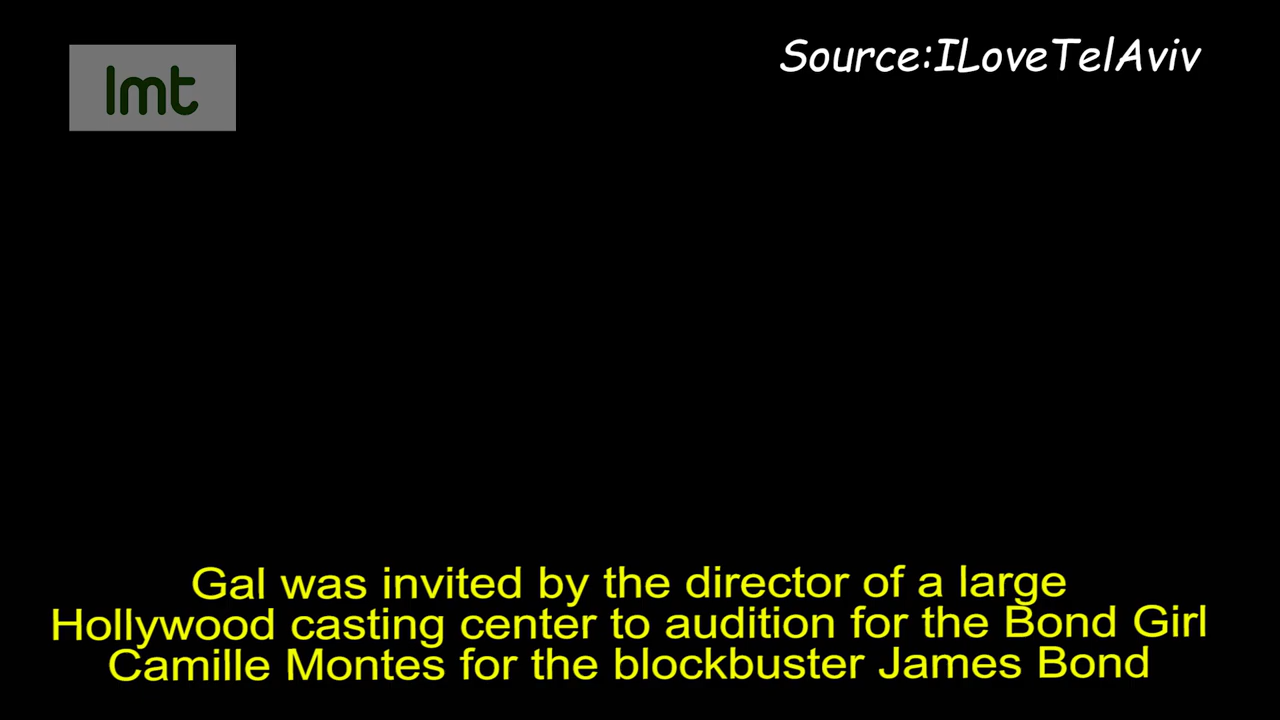 lmt
Source:ILoveTelAviv
Gal was invited by the director of a large
Hollywood casting center to audition for the Bond Girl
Camille Montes for the blockbuster James Bond